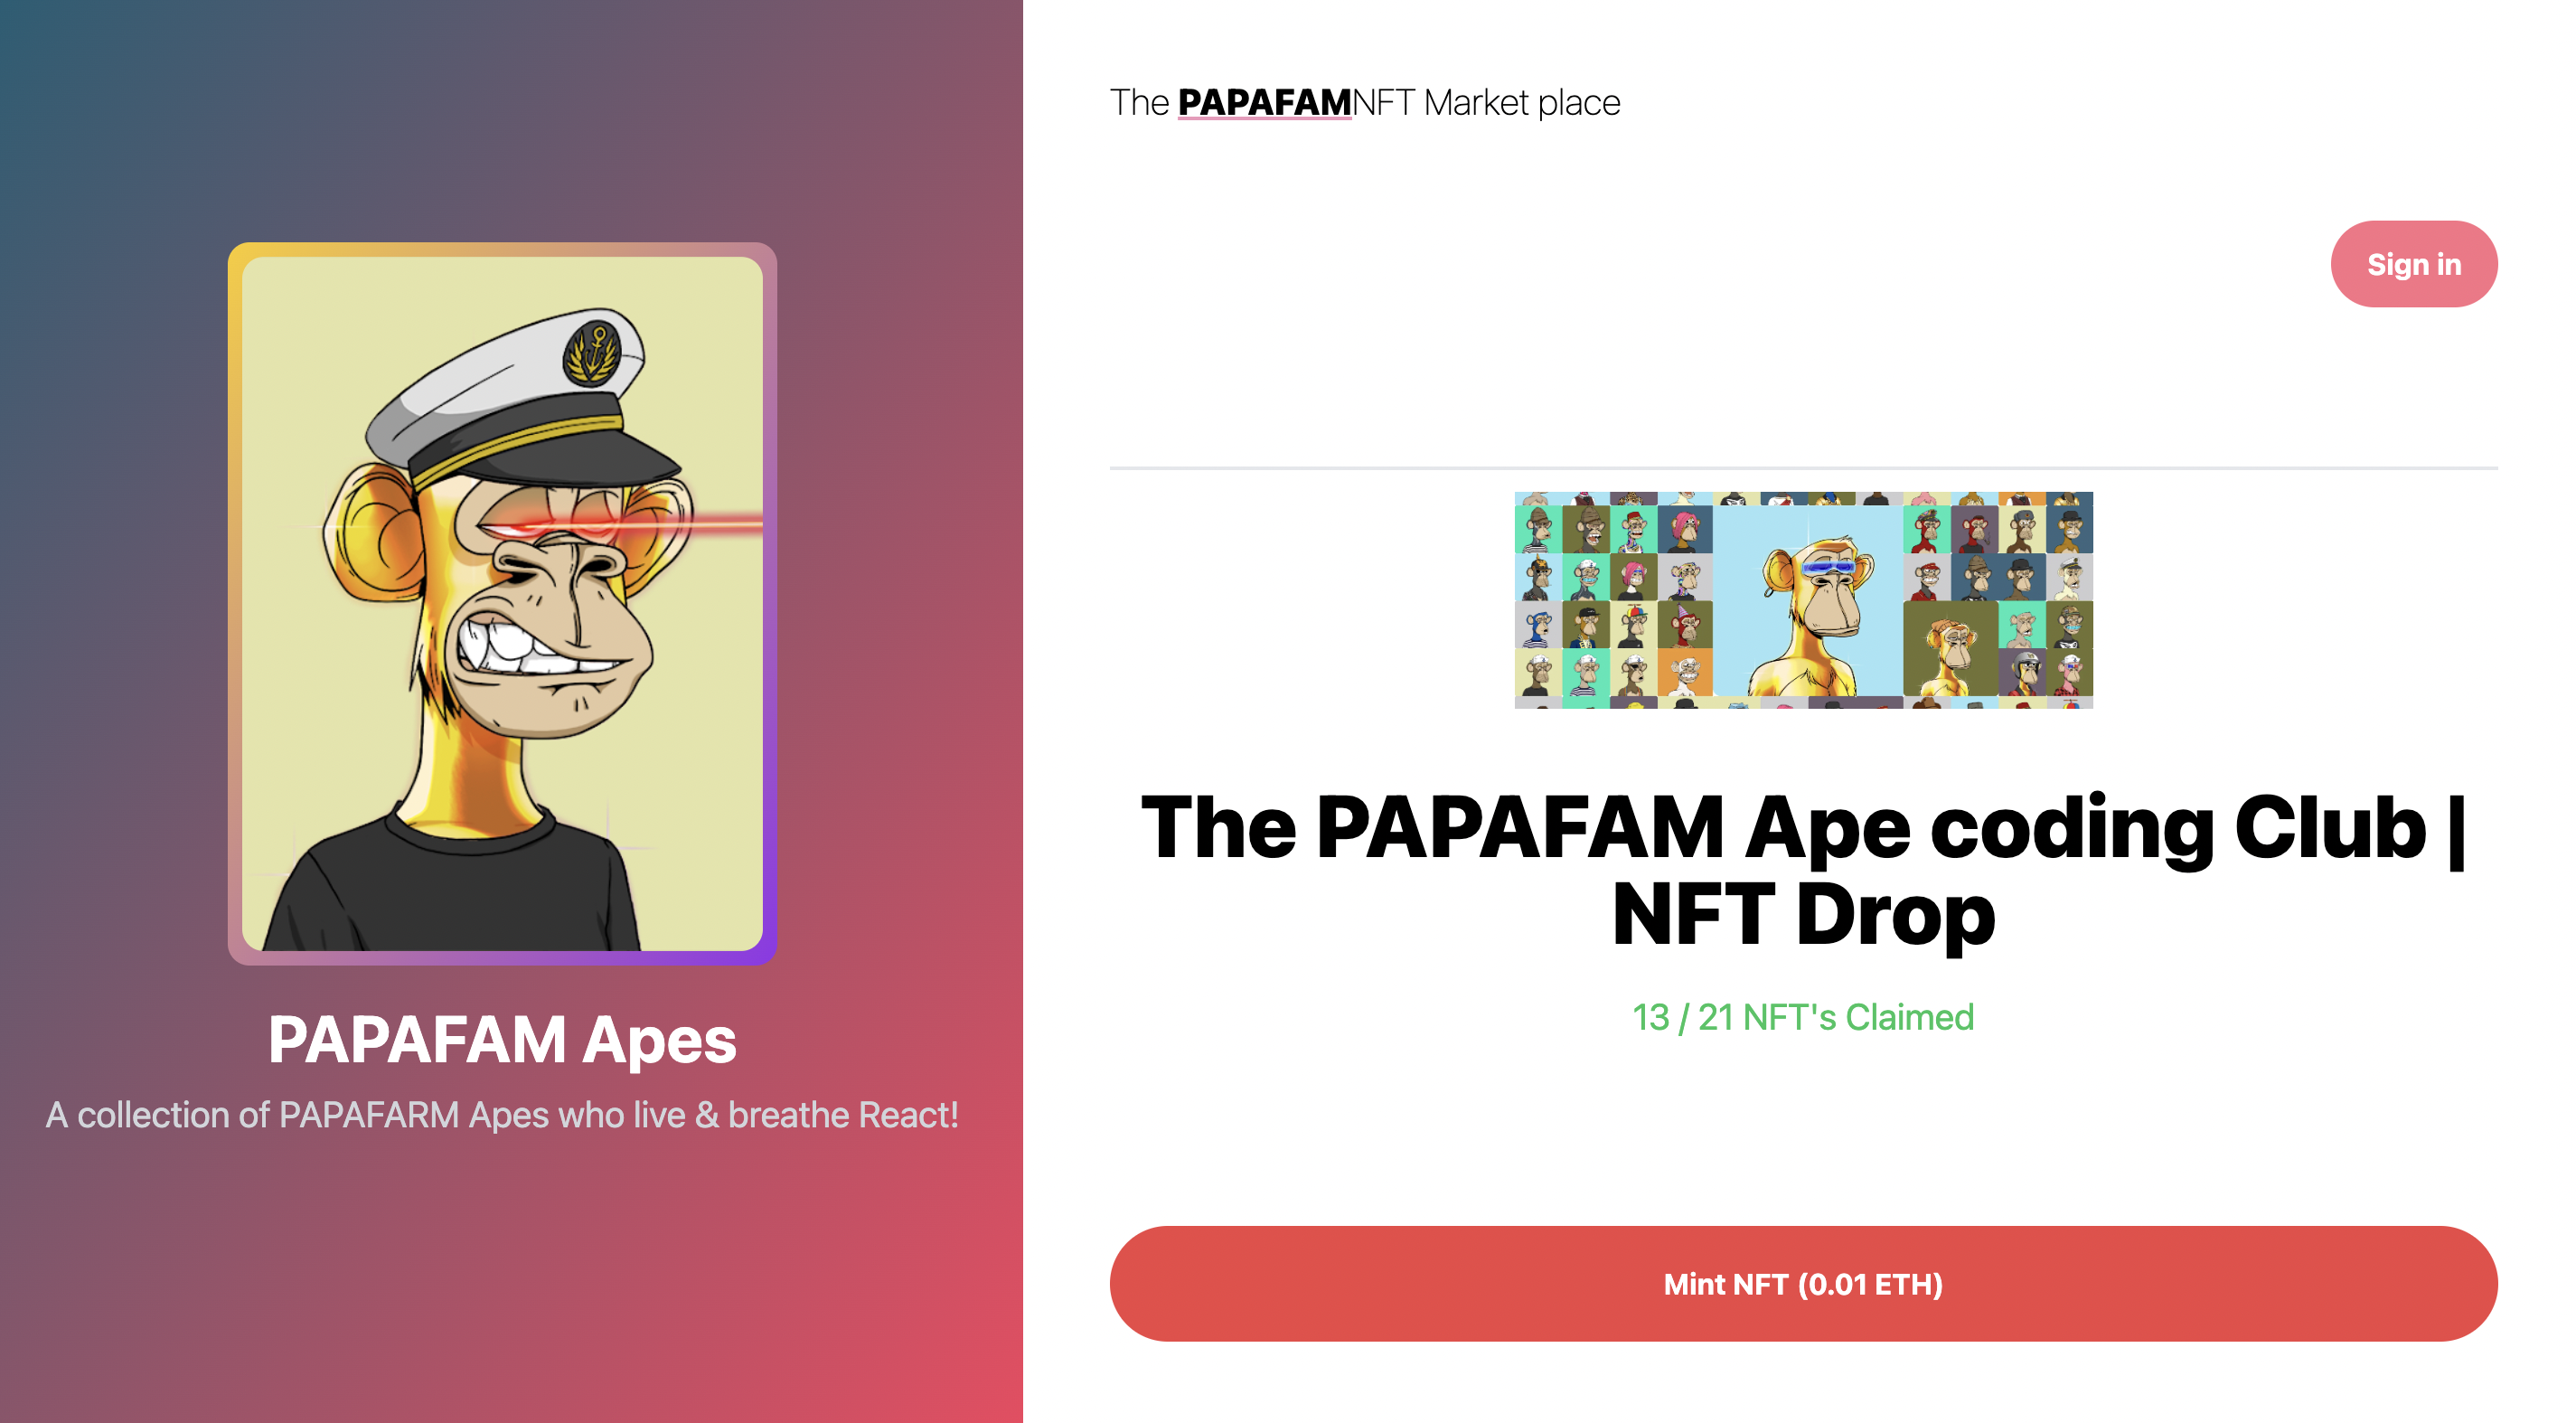 PAPAFAM Apes
A collection of PAPAFARM Apes who live & breathe React!
The PAPAFAMNFT Market place
Sign in
The PAPAFAM Ape coding Club |
NFT Drop
13 / 21 NFT's Claimed
Mint NFT (0.01 ETH)